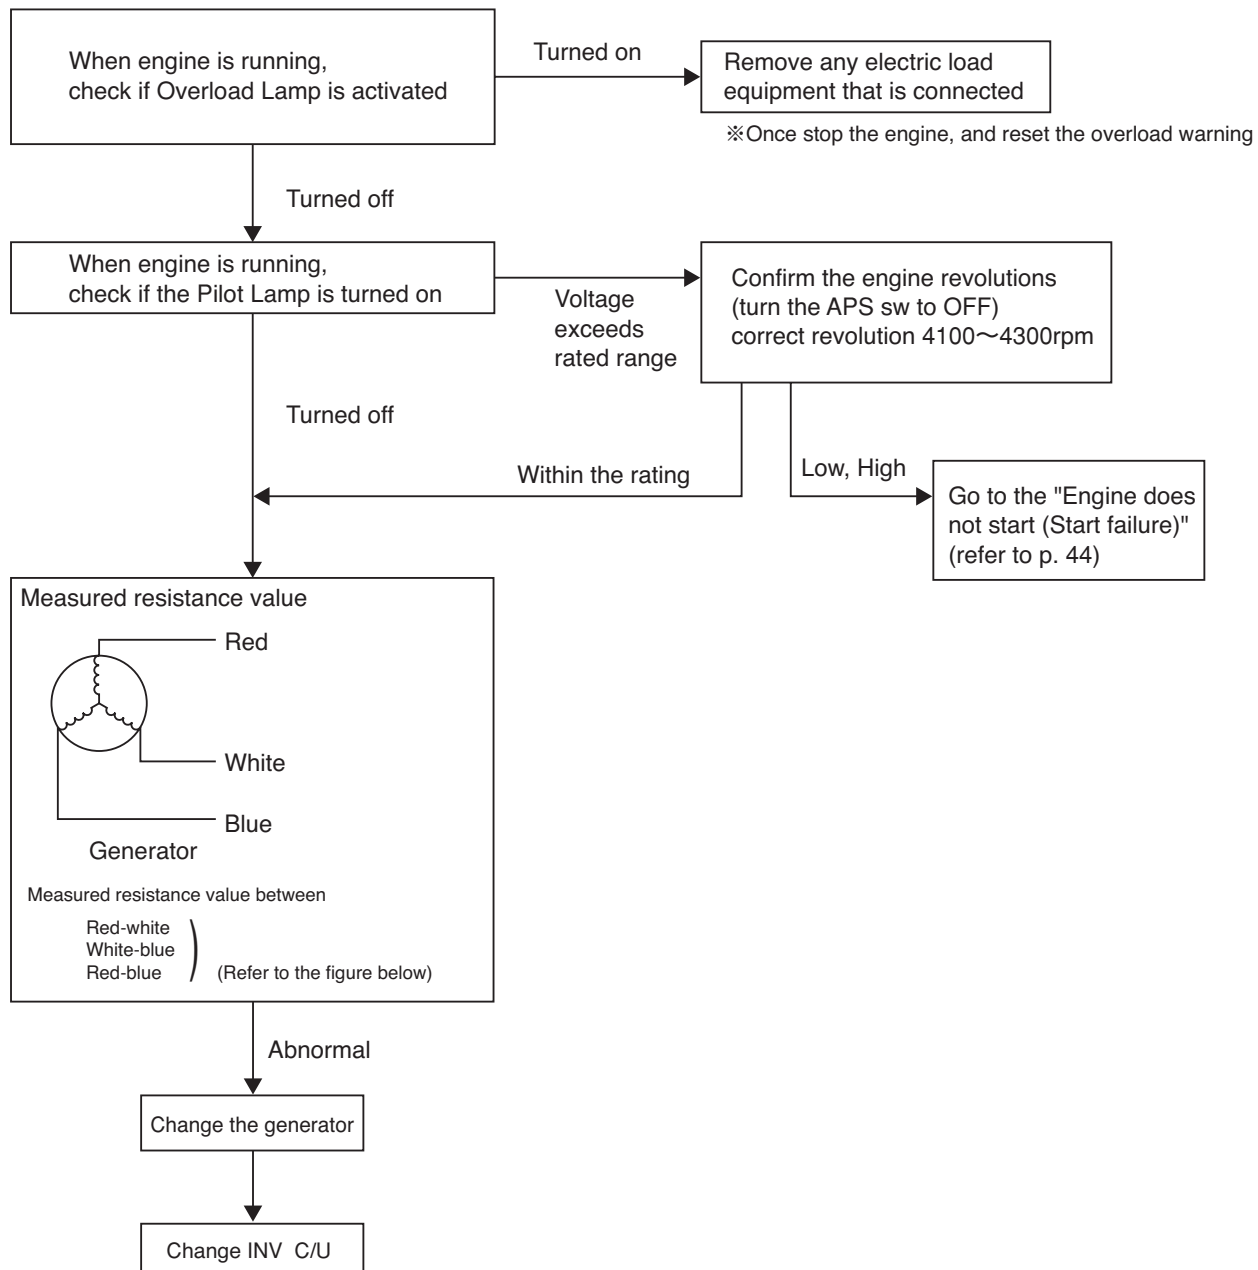 When engine is running,
check if Overload Lamp is activated
Turned on
Remove any electric load
equipment that is connected
※Once stop the engine, and reset the overload warning
Turned off
When engine is running,
check if the Pilot Lamp is turned on
Voltage
exceeds
rated range
Confirm the engine revolutions
(turn the APS sw to OFF)
correct revolution 4100〜4300rpm
Turned off
Within the rating
Low, High
Go to the "Engine does
not start (Start failure)"
(refer to p. 44)
Measured resistance value
Red
White
Blue
Generator
Measured resistance value between
Red-white
White-blue
Red-blue (Refer to the figure below)
Abnormal
Change the generator
Change INV C/U